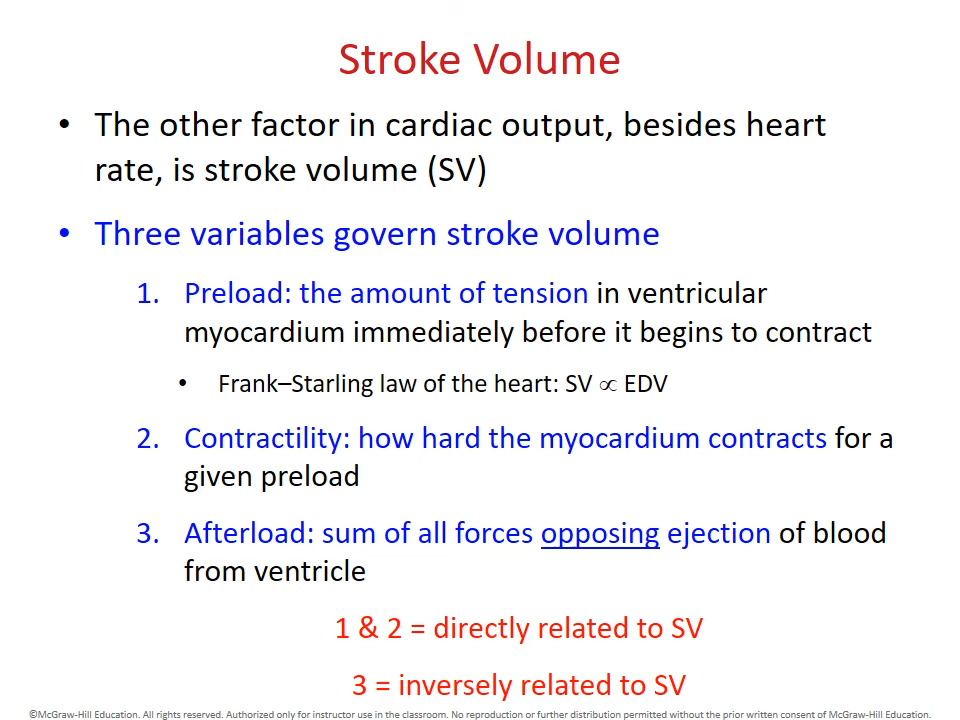 Stroke Volume
• The other factor in cardiac output, besides heart
rate, is stroke volume (SV)
• Three variables govern stroke volume
1. Preload: the amount of tension in ventricular
myocardium immediately before it begins to contract
• Frank–Starling law of the heart: SV ∝ EDV
2. Contractility: how hard the myocardium contracts for a
given preload
3. Afterload: sum of all forces opposing ejection of blood
from ventricle
1 & 2 = directly related to SV
3 = inversely related to SV
©McGraw-Hill Education. All rights reserved. Authorized only for instructor use in the classroom. No reproduction or further distribution permitted without the prior written consent of McGraw-Hill Education.